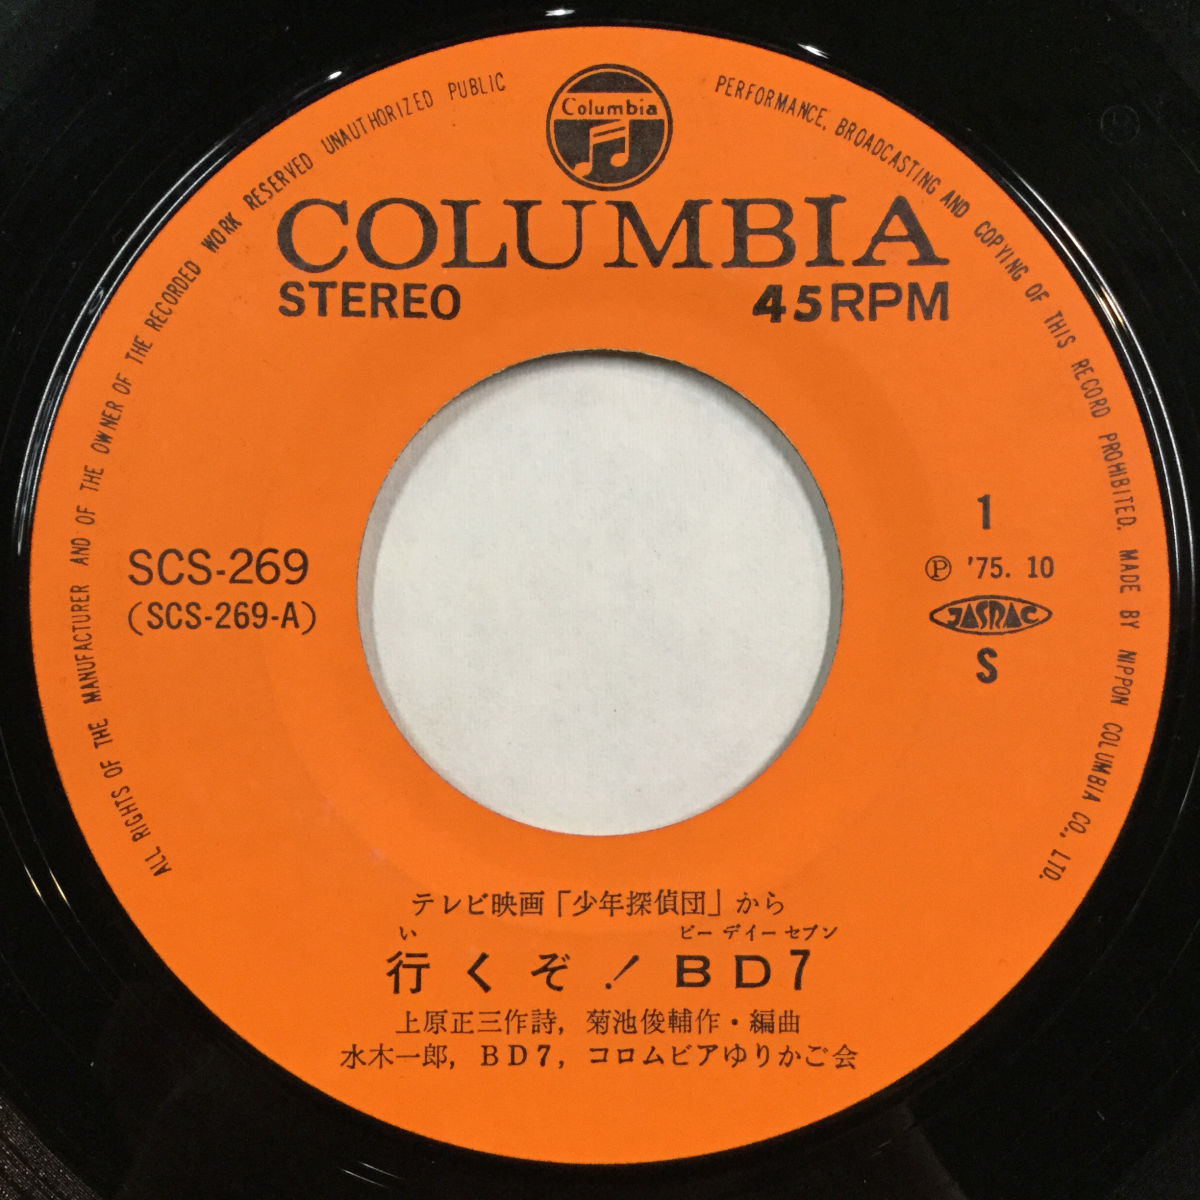 ALL RIGHTS OF THE MANUFACTURER AND OF THE OWNER OF THE RECORDED WORK RESERVED UNAUTHORIZED PUBLIC PERFORMANCE, BROADCASTING AND COPYING OF THIS RECORD PROHIBITED. MADE BY NIPPON COLUMBIA CO., LTD.
Columbia
COLUMBIA
STEREO 45RPM
1
SCS-269 Ⓟ '75. 10
(SCS-269-A) JASRAC
S
テレビ映画「少年探偵団」から
い ビー デイー セブン
行くぞ! BD7
上原正三作詩, 菊池俊輔作・編曲
水木一郎, BD7, コロムビアゆりかご会